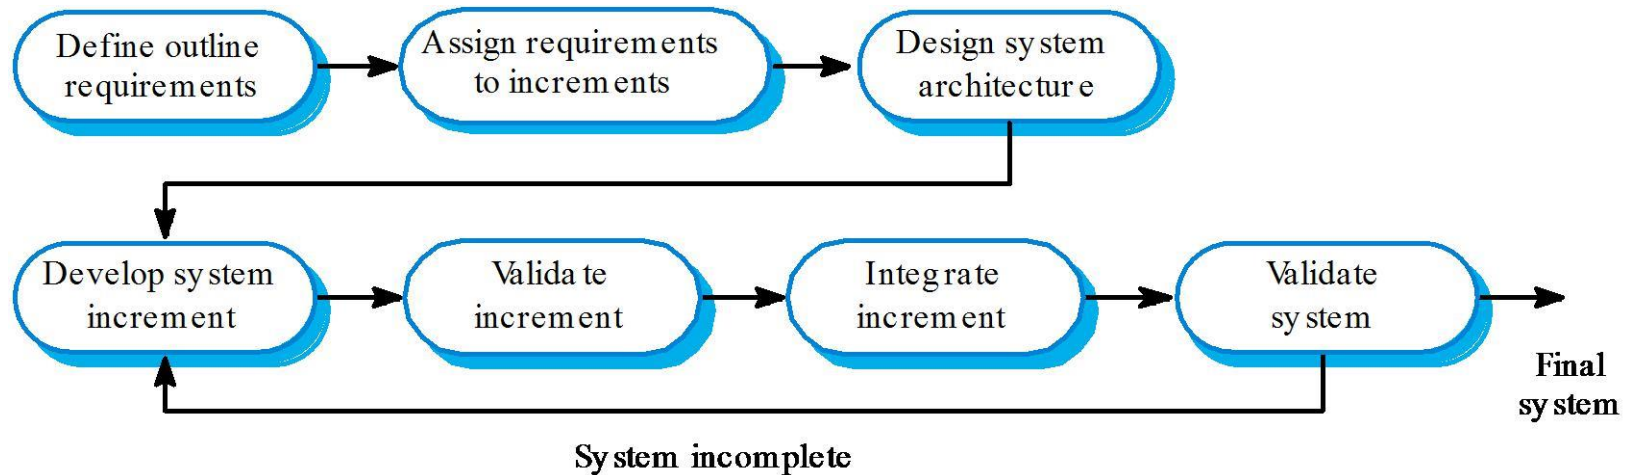 Define outline
requirements
Assign requirements
to increments
Design system
architecture
Develop system
increment
Validate
increment
Integrate
increment
Validate
system
Final
system
System incomplete